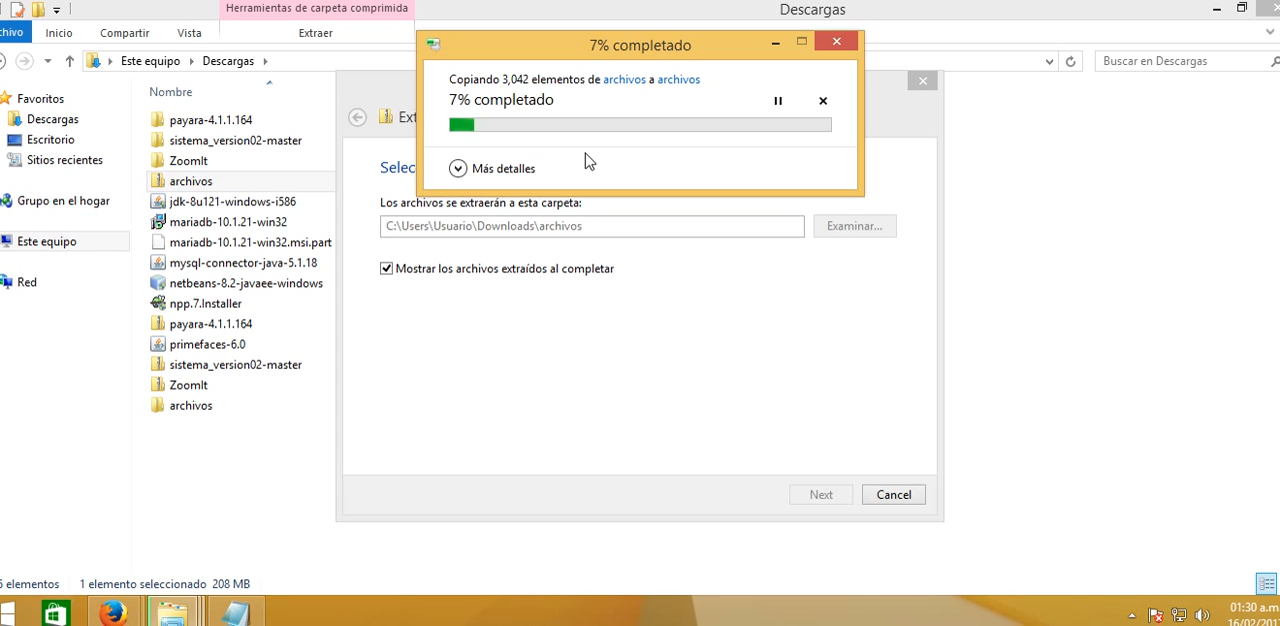 Herramientas de carpeta comprimida
Descargas
chivo
Inicio
Compartir
Vista
Extraer
Este equipo
Descargas
Buscar en Descargas
Favoritos
Descargas
Escritorio
Sitios recientes
Grupo en el hogar
Este equipo
Red
Nombre
payara-4.1.1.164
sistema_version02-master
ZoomIt
archivos
jdk-8u121-windows-i586
mariadb-10.1.21-win32
mariadb-10.1.21-win32.msi.part
mysql-connector-java-5.1.18
netbeans-8.2-javaee-windows
npp.7.Installer
payara-4.1.1.164
primefaces-6.0
sistema_version02-master
ZoomIt
archivos
7% completado
Copiando 3,042 elementos de archivos a archivos
7% completado
Más detalles
Ext
Selec
Los archivos se extraerán a esta carpeta:
C:\Users\Usuario\Downloads\archivos
Examinar...
Mostrar los archivos extraídos al completar
Next
Cancel
elementos
1 elemento seleccionado 208 MB
01:30 a.m.
16/02/201